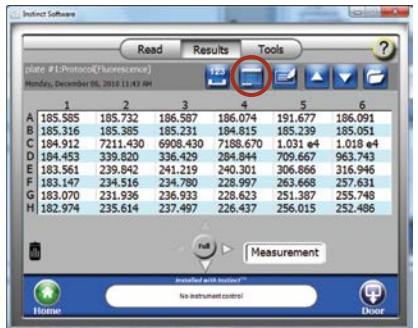 Instinct Software
Read Results Tools ?
plate #1:Protocol(Fluorescence)
Monday, December 06, 2010 11:43 AM
123
1 2 3 4 5 6
A 185.585 185.732 186.587 186.074 191.677 186.091
B 185.316 185.385 185.231 184.815 185.239 185.051
C 184.912 7211.430 6908.430 7188.670 1.031 e4 1.018 e4
D 184.453 339.820 336.429 284.844 709.667 963.743
E 183.561 239.842 241.219 240.301 306.866 316.946
F 183.147 234.516 234.780 228.997 263.668 257.631
G 183.070 231.936 236.933 228.623 251.387 255.748
H 182.974 235.614 237.497 226.437 256.015 252.486
Full
Measurement
Installed with Instinct™
No instrument control
Home Door